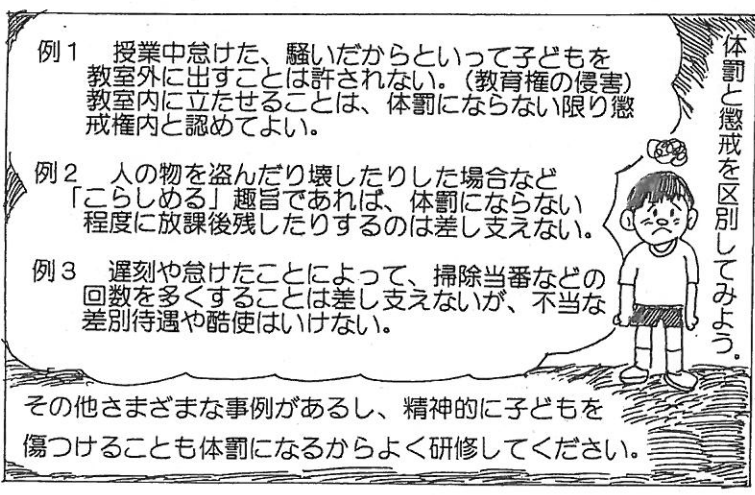 体罰と懲戒を区別してみよう。
例1　授業中怠けた、騒いだからといって子どもを
教室外に出すことは許されない。(教育権の侵害)
教室内に立たせることは、体罰にならない限り懲
戒権内と認めてよい。
例2　人の物を盗んだり壊したりした場合など
「こらしめる」趣旨であれば、体罰にならない
程度に放課後残したりするのは差し支えない。
例3　遅刻や怠けたことによって、掃除当番などの
回数を多くすることは差し支えないが、不当な
差別待遇や酷使はいけない。
その他さまざまな事例があるし、精神的に子どもを
傷つけることも体罰になるからよく研修してください。